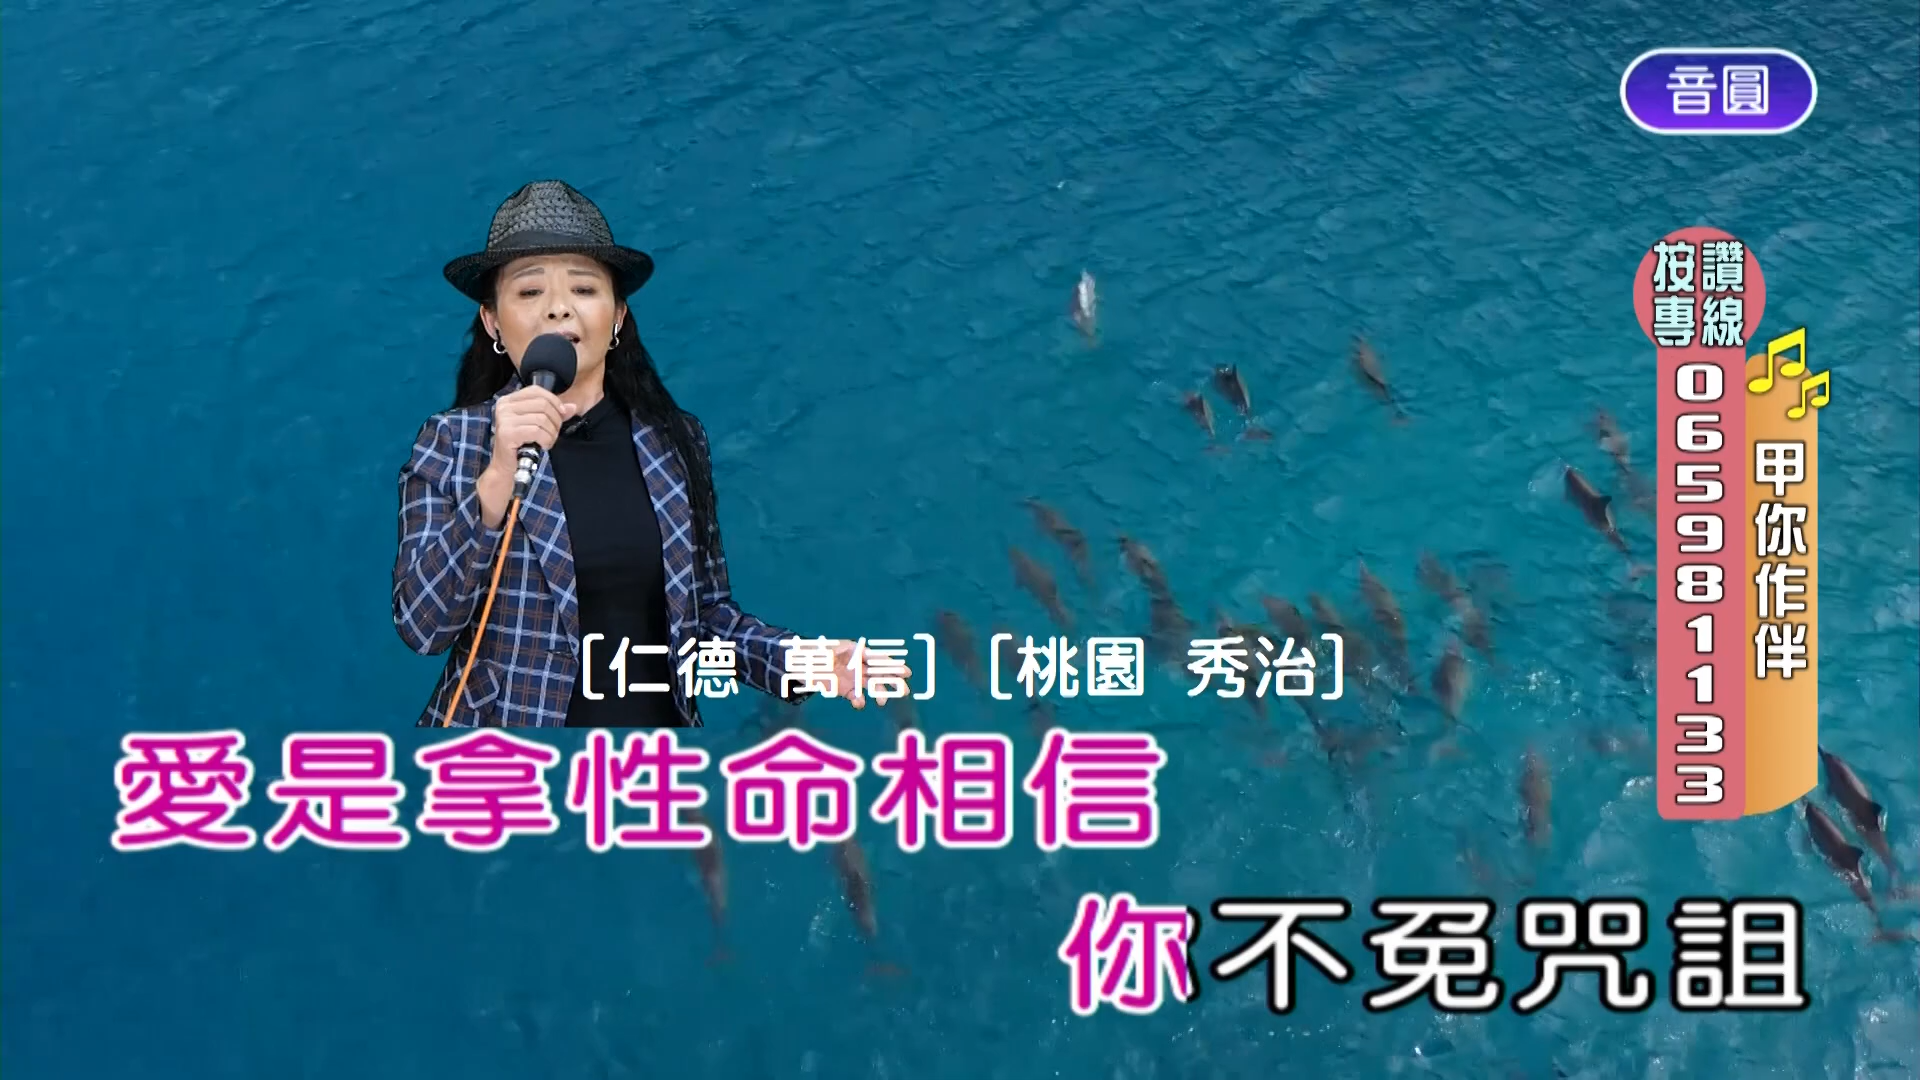 音圓
按讚
專線
065981133
甲你作伴
[仁德 萬信] [桃園 秀治]
愛是拿性命相信
你不免咒詛